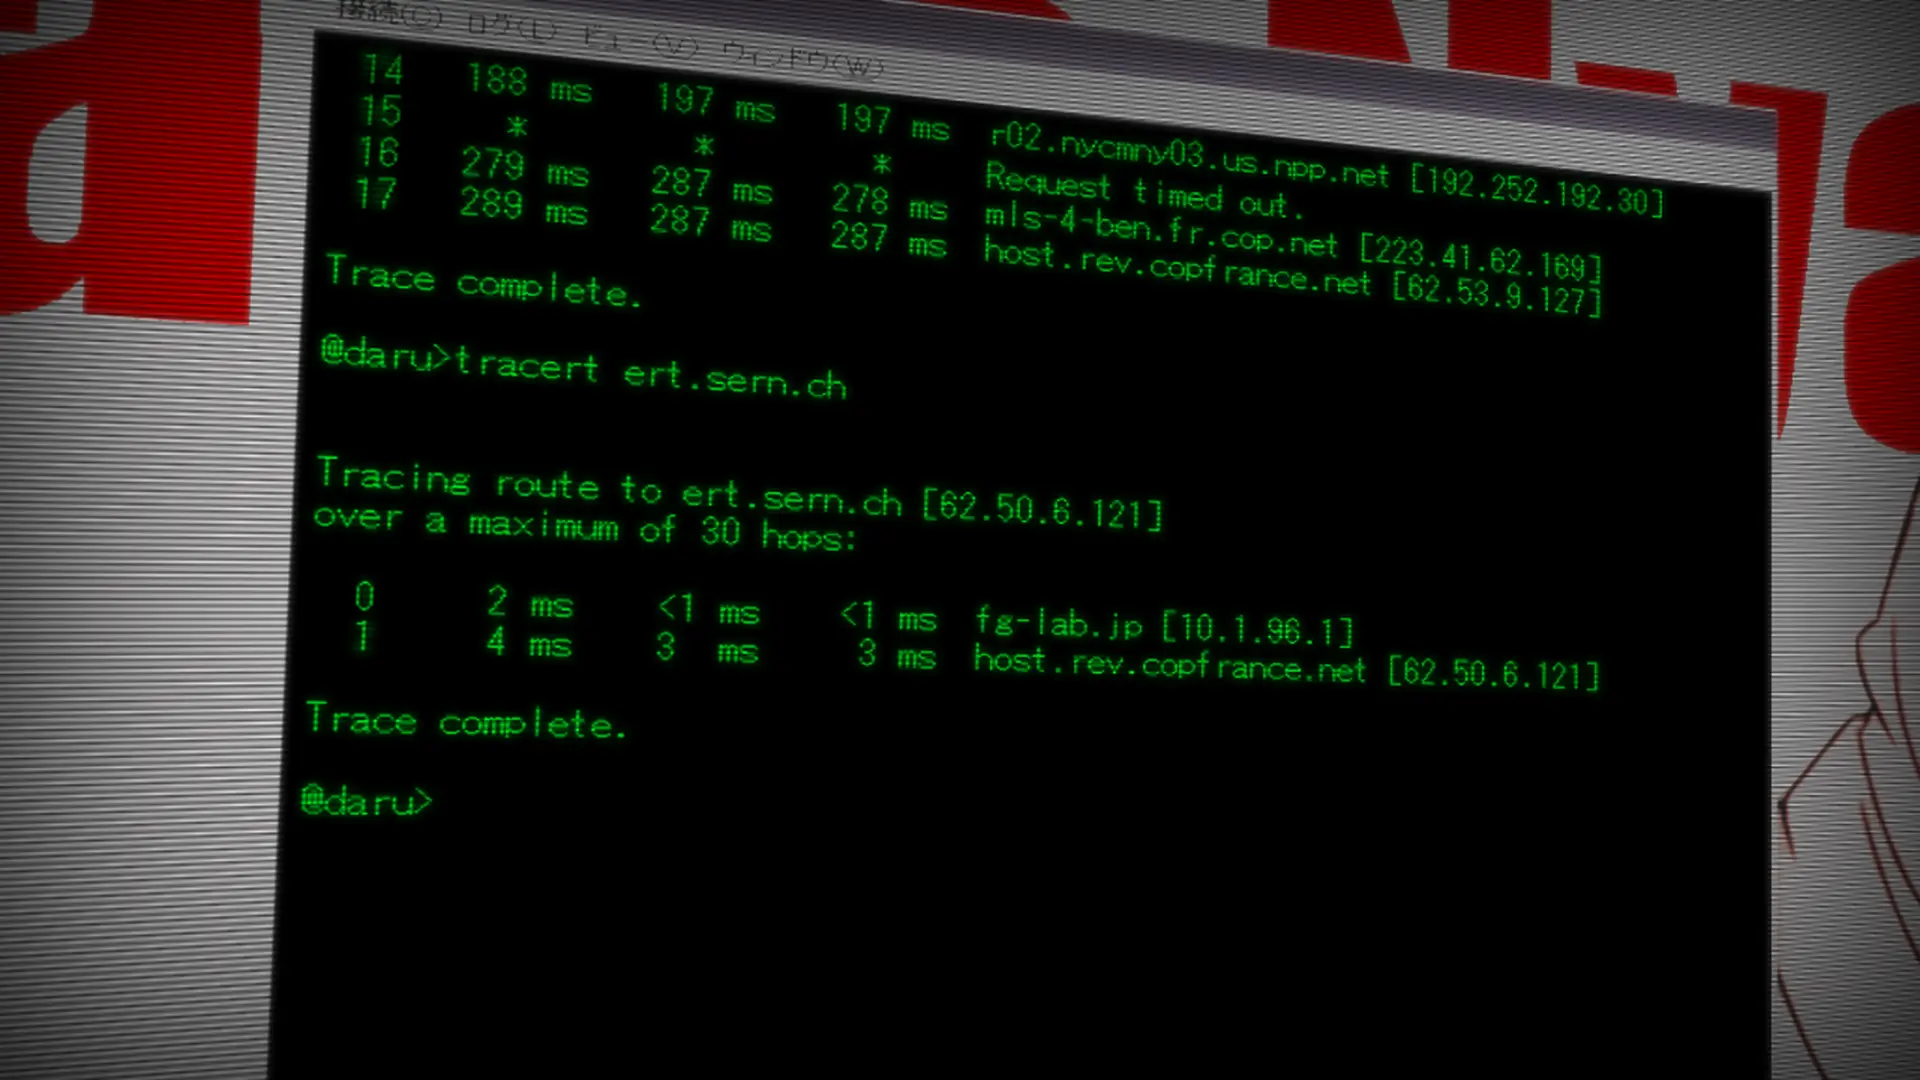 接続(C) ログ(L) ビュー(V) ウィンドウ(W)
14 188 ms 197 ms 197 ms r02.nycmny03.us.npp.net [192.252.192.30]
15 * * * Request timed out.
16 279 ms 287 ms 278 ms mls-4-ben.fr.cop.net [223.41.62.169]
17 289 ms 287 ms 287 ms host.rev.copfrance.net [62.53.9.127]
Trace complete.
@daru>tracert ert.sern.ch
Tracing route to ert.sern.ch [62.50.6.121]
over a maximum of 30 hops:
0 2 ms <1 ms <1 ms fg-lab.jp [10.1.96.1]
1 4 ms 3 ms 3 ms host.rev.copfrance.net [62.50.6.121]
Trace complete.
@daru>